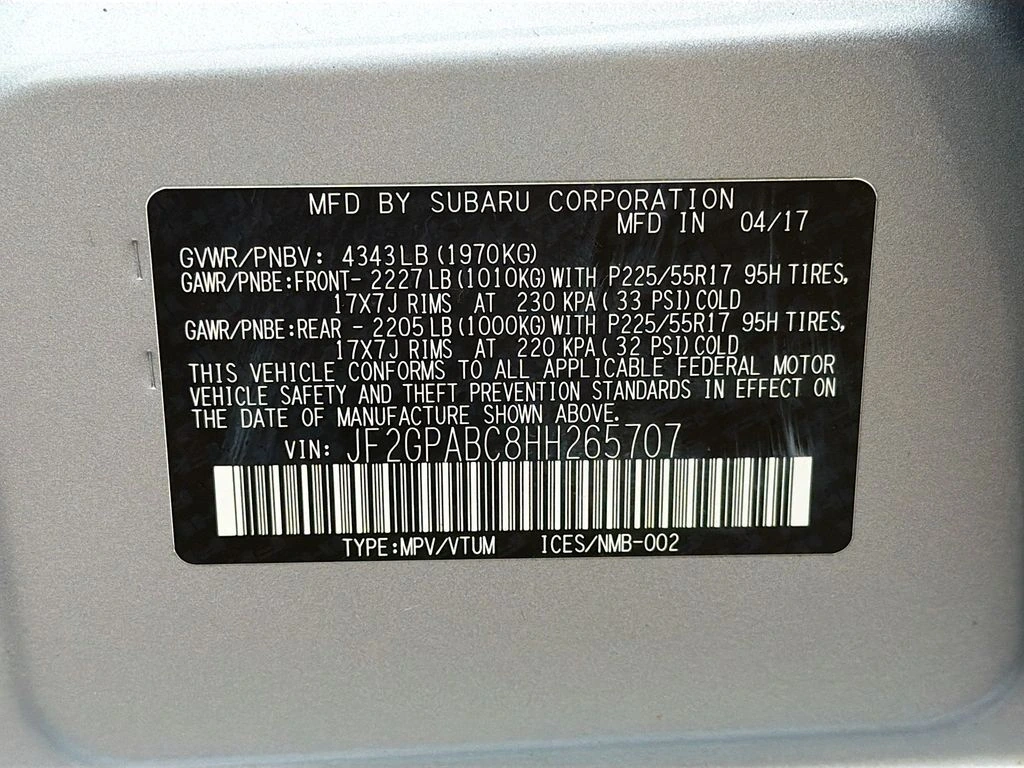 MFD BY SUBARU CORPORATION
MFD IN 04/17
GVWR/PNBV: 4343LB (1970KG)
GAWR/PNBE:FRONT- 2227LB (1010KG) WITH P225/55R17 95H TIRES,
17X7J RIMS AT 230 KPA( 33 PSI)COLD
GAWR/PNBE:REAR - 2205LB (1000KG) WITH P225/55R17 95H TIRES,
17X7J RIMS AT 220 KPA( 32 PSI)COLD
THIS VEHICLE CONFORMS TO ALL APPLICABLE FEDERAL MOTOR
VEHICLE SAFETY AND THEFT PREVENTION STANDARDS IN EFFECT ON
THE DATE OF MANUFACTURE SHOWN ABOVE.
VIN: JF2GPABC8HH265707
TYPE:MPV/VTUM ICES/NMB-002